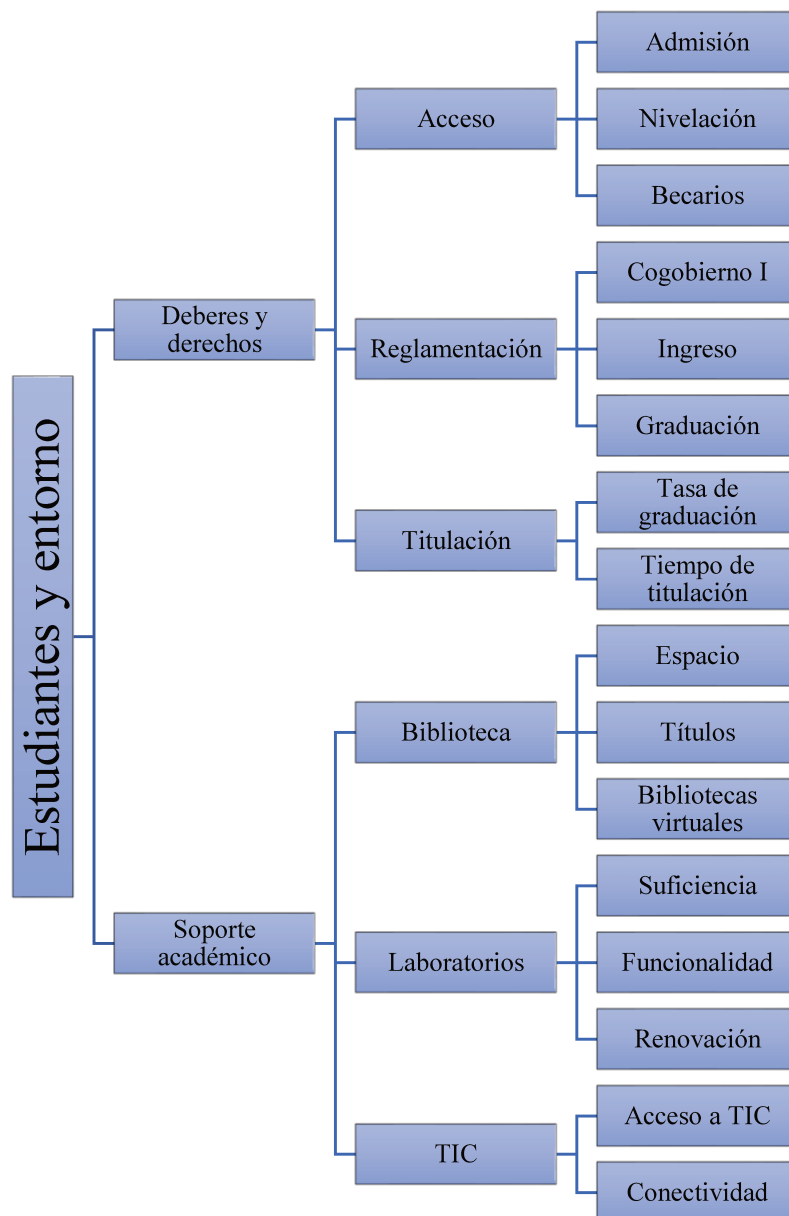 Estudiantes y entorno
Deberes y
derechos
Acceso
Admisión
Nivelación
Becarios
Reglamentación
Cogobierno I
Ingreso
Graduación
Titulación
Tasa de
graduación
Tiempo de
titulación
Soporte
académico
Biblioteca
Espacio
Títulos
Bibliotecas
virtuales
Laboratorios
Suficiencia
Funcionalidad
Renovación
TIC
Acceso a TIC
Conectividad